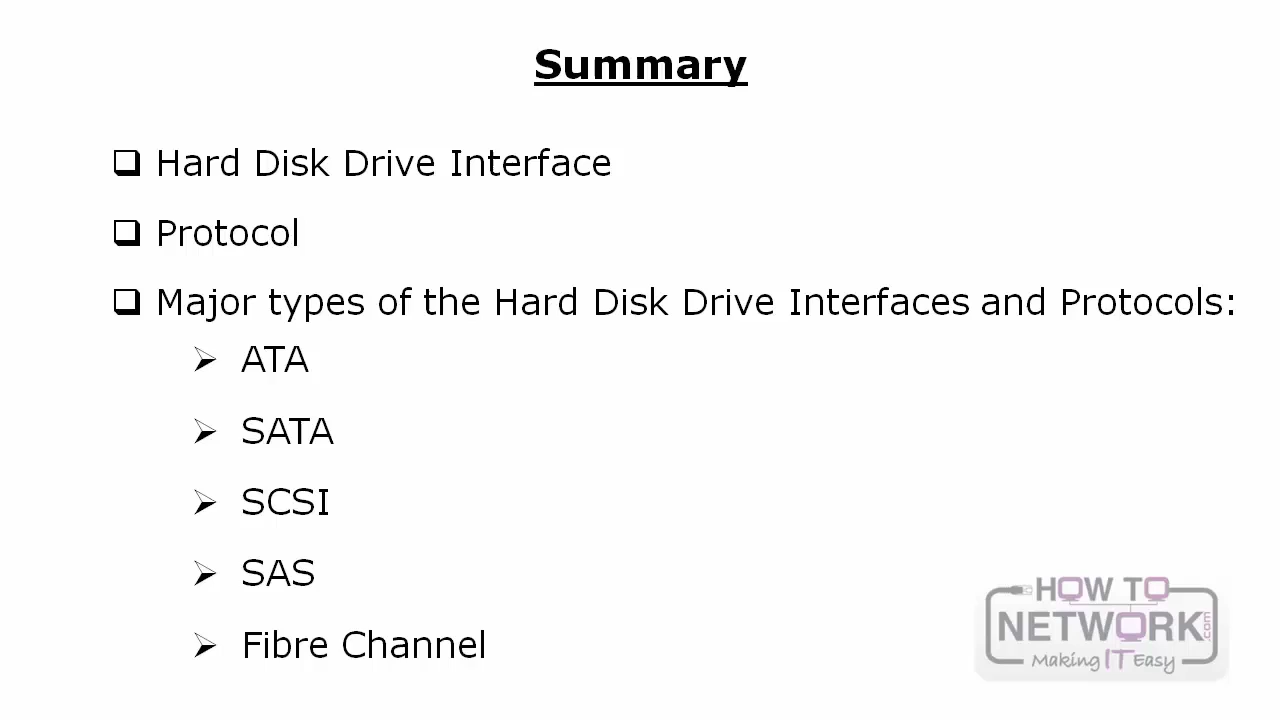 Summary
Hard Disk Drive Interface
Protocol
Major types of the Hard Disk Drive Interfaces and Protocols:
ATA
SATA
SCSI
SAS
Fibre Channel
HOW TO
NETWORK.com
Making IT Easy